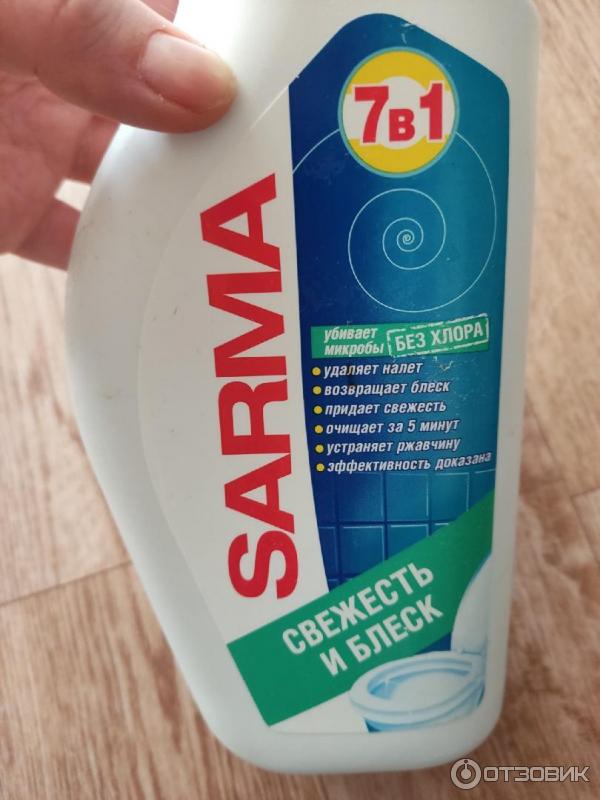 7в1
SARMA
убивает
микробы
БЕЗ ХЛОРА
удаляет налет
возвращает блеск
придает свежесть
очищает за 5 минут
устраняет ржавчину
эффективность доказана
СВЕЖЕСТЬ
И БЛЕСК
ОТЗОВИК